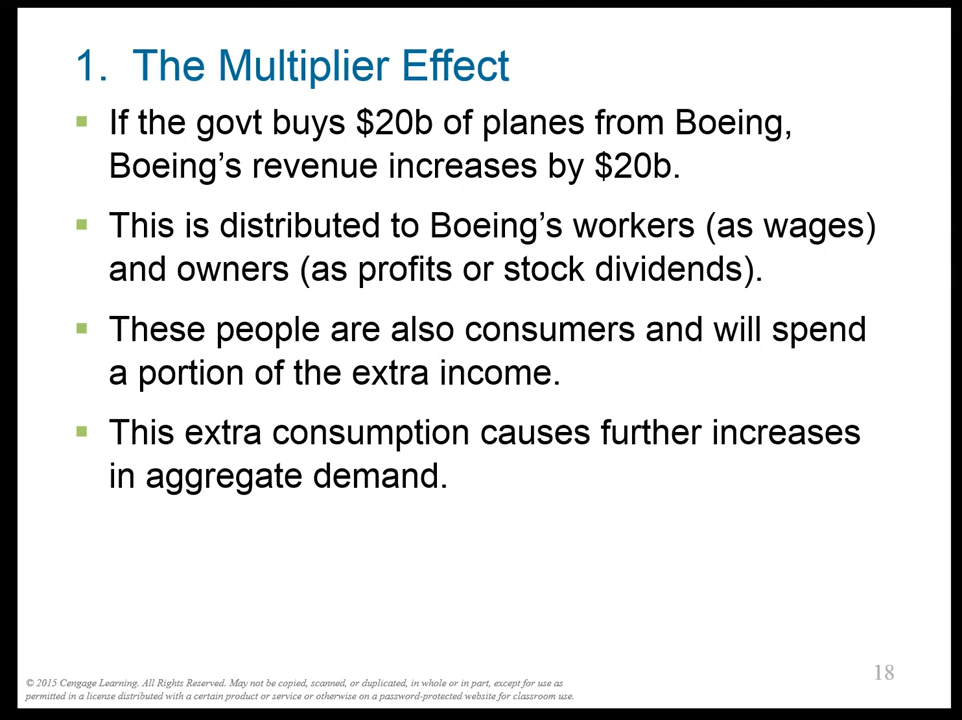 1. The Multiplier Effect
▪ If the govt buys $20b of planes from Boeing,
Boeing’s revenue increases by $20b.
▪ This is distributed to Boeing’s workers (as wages)
and owners (as profits or stock dividends).
▪ These people are also consumers and will spend
a portion of the extra income.
▪ This extra consumption causes further increases
in aggregate demand.
18
© 2015 Cengage Learning. All Rights Reserved. May not be copied, scanned, or duplicated, in whole or in part, except for use as
permitted in a license distributed with a certain product or service or otherwise on a password-protected website for classroom use.